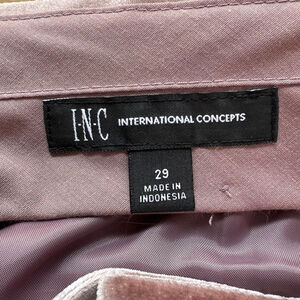 I·N·C INTERNATIONAL CONCEPTS
29
MADE IN
INDONESIA